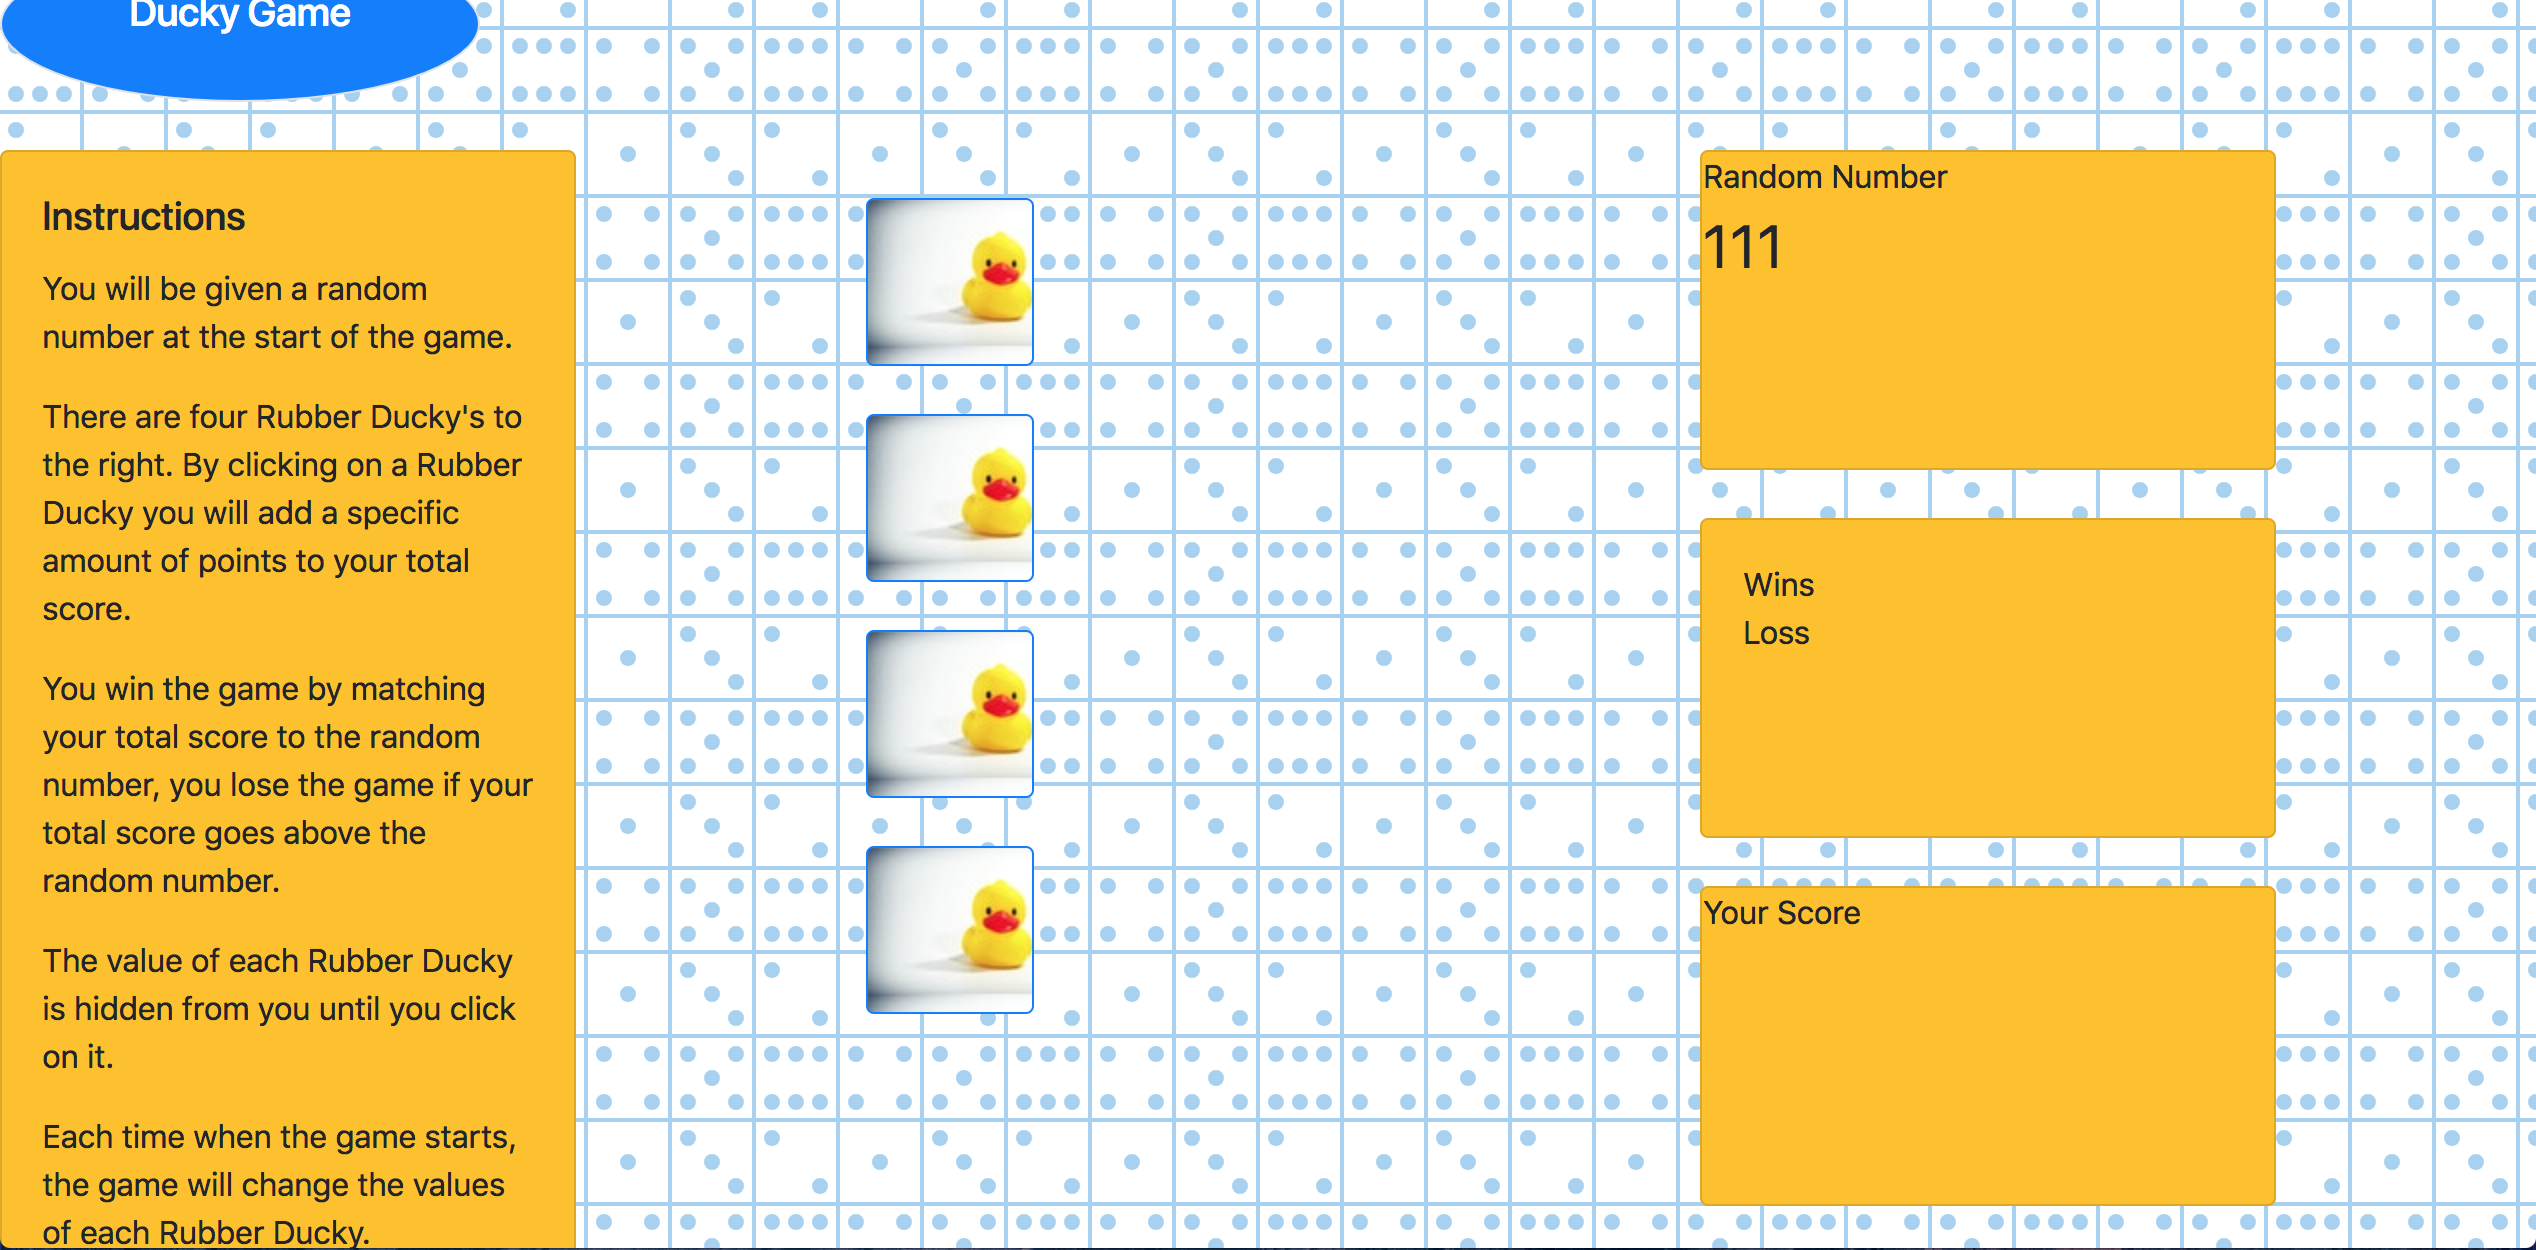 Ducky Game
Instructions
You will be given a random
number at the start of the game.
There are four Rubber Ducky's to
the right. By clicking on a Rubber
Ducky you will add a specific
amount of points to your total
score.
You win the game by matching
your total score to the random
number, you lose the game if your
total score goes above the
random number.
The value of each Rubber Ducky
is hidden from you until you click
on it.
Each time when the game starts,
the game will change the values
of each Rubber Ducky.
Random Number
111
Wins
Loss
Your Score